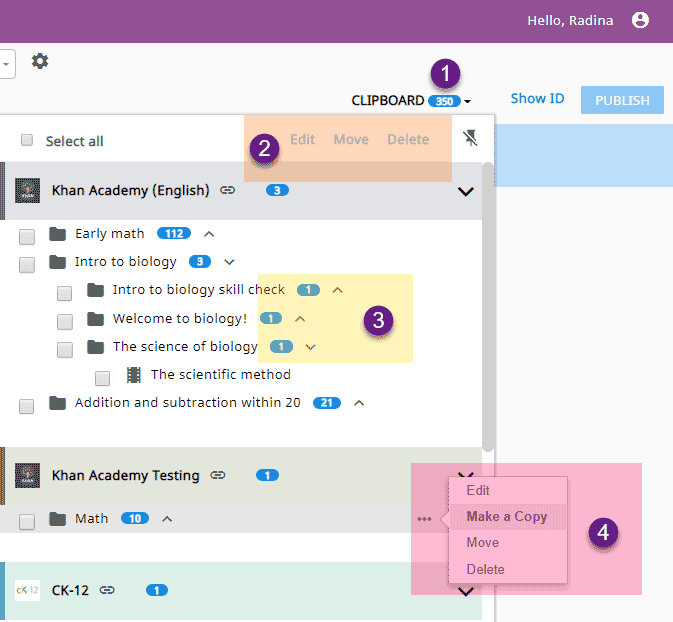 Hello, Radina
1
CLIPBOARD 350
Show ID
PUBLISH
Select all
2
Edit Move Delete
Khan Academy (English) 3
Early math 112
Intro to biology 3
Intro to biology skill check 1
Welcome to biology! 1
3
The science of biology 1
The scientific method
Addition and subtraction within 20 21
Khan Academy Testing 1
Edit
Math 10
Make a Copy
4
Move
Delete
CK-12
CK-12 1